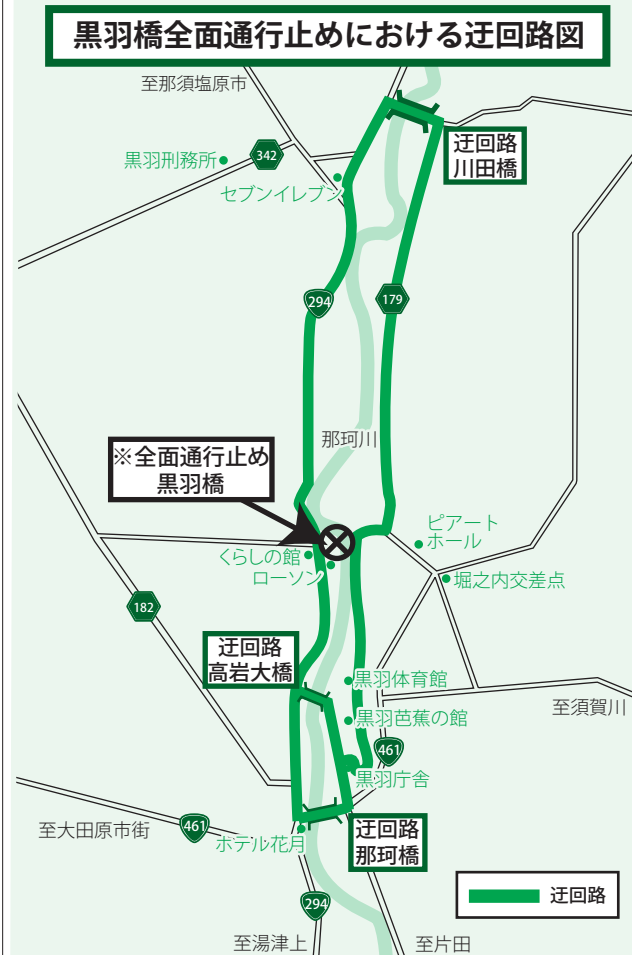 黒羽橋全面通行止めにおける迂回路図
至那須塩原市
黒羽刑務所
342
セブンイレブン
迂回路
川田橋
294
179
那珂川
※全面通行止め
黒羽橋
ピアート
ホール
くらしの館
ローソン
堀之内交差点
182
迂回路
高岩大橋
黒羽体育館
至須賀川
黒羽芭蕉の館
461
黒羽庁舎
至大田原市街
461
ホテル花月
迂回路
那珂橋
迂回路
294
至湯津上
至片田